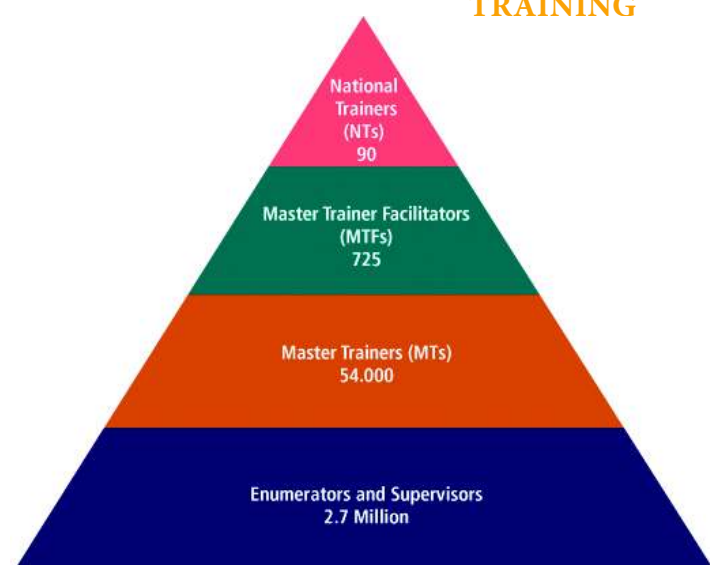 TRAINING
National
Trainers
(NTs)
90
Master Trainer Facilitators
(MTFs)
725
Master Trainers (MTs)
54.000
Enumerators and Supervisors
2.7 Million